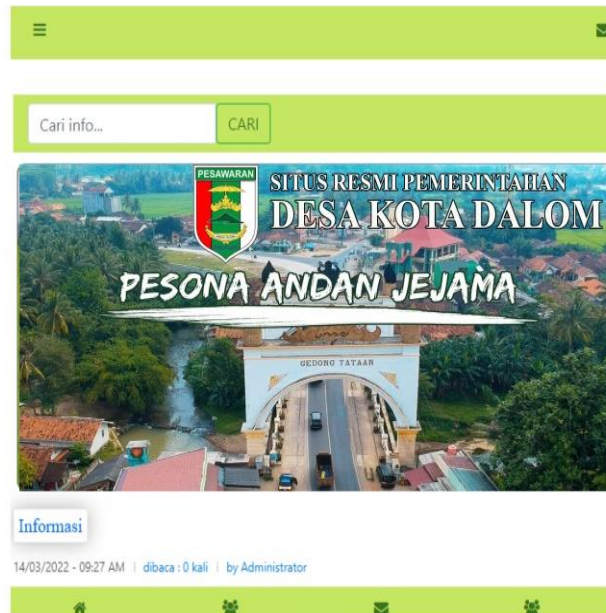 Cari info...
CARI
PESAWARAN
SITUS RESMI PEMERINTAHAN
DESA KOTA DALOM
PESONA ANDAN JEJAMA
GEDONG TATAAN
Informasi
14/03/2022 - 09:27 AM | dibaca : 0 kali | by Administrator